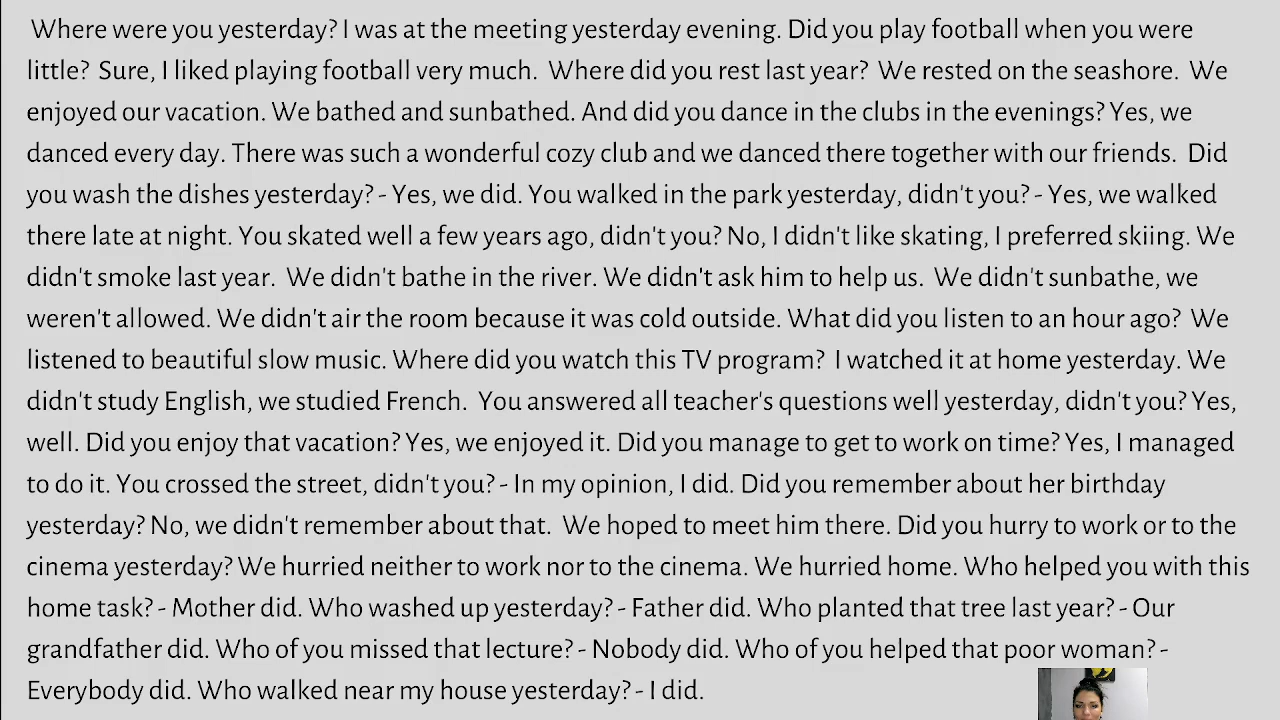 Where were you yesterday? I was at the meeting yesterday evening. Did you play football when you were
little? Sure, I liked playing football very much. Where did you rest last year? We rested on the seashore. We
enjoyed our vacation. We bathed and sunbathed. And did you dance in the clubs in the evenings? Yes, we
danced every day. There was such a wonderful cozy club and we danced there together with our friends. Did
you wash the dishes yesterday? - Yes, we did. You walked in the park yesterday, didn't you? - Yes, we walked
there late at night. You skated well a few years ago, didn't you? No, I didn't like skating, I preferred skiing. We
didn't smoke last year. We didn't bathe in the river. We didn't ask him to help us. We didn't sunbathe, we
weren't allowed. We didn't air the room because it was cold outside. What did you listen to an hour ago? We
listened to beautiful slow music. Where did you watch this TV program? I watched it at home yesterday. We
didn't study English, we studied French. You answered all teacher's questions well yesterday, didn't you? Yes,
well. Did you enjoy that vacation? Yes, we enjoyed it. Did you manage to get to work on time? Yes, I managed
to do it. You crossed the street, didn't you? - In my opinion, I did. Did you remember about her birthday
yesterday? No, we didn't remember about that. We hoped to meet him there. Did you hurry to work or to the
cinema yesterday? We hurried neither to work nor to the cinema. We hurried home. Who helped you with this
home task? - Mother did. Who washed up yesterday? - Father did. Who planted that tree last year? - Our
grandfather did. Who of you missed that lecture? - Nobody did. Who of you helped that poor woman? -
Everybody did. Who walked near my house yesterday? - I did.